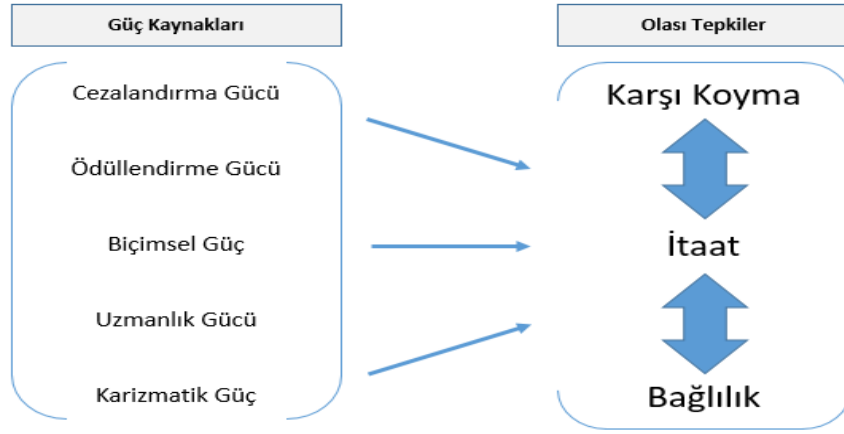 Güç Kaynakları
Cezalandırma Gücü
Ödüllendirme Gücü
Biçimsel Güç
Uzmanlık Gücü
Karizmatik Güç
Olası Tepkiler
Karşı Koyma
İtaat
Bağlılık